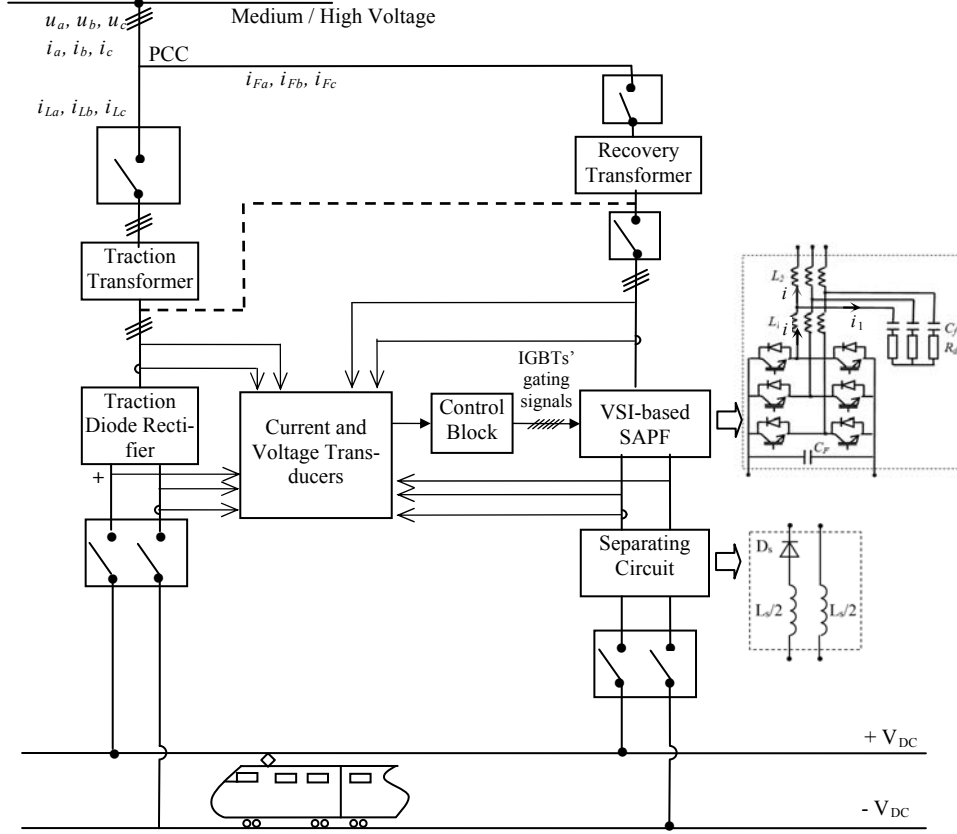 Medium / High Voltage
u_a, u_b, u_c
i_a, i_b, i_c
PCC
i_Fa, i_Fb, i_Fc
i_La, i_Lb, i_Lc
Recovery
Transformer
Traction
Transformer
L_2
i
i_1
C_f
R_d
L_i
i
IGBTs'
gating
signals
Traction
Diode Recti-
fier
Current and
Voltage Trans-
ducers
Control
Block
VSI-based
SAPF
C_F
+
Separating
Circuit
D_s
L_s/2
L_s/2
+ V_DC
- V_DC